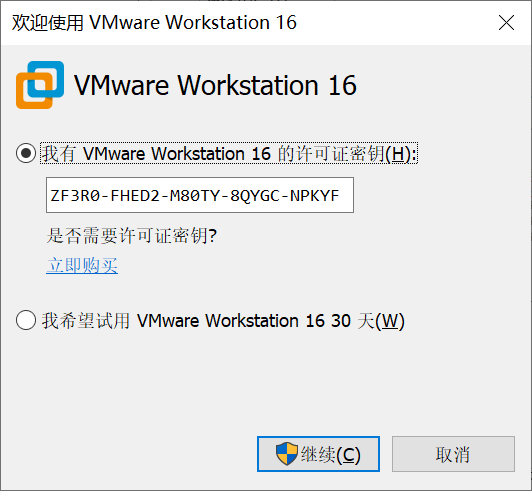 欢迎使用 VMware Workstation 16
VMware Workstation 16
我有 VMware Workstation 16 的许可证密钥(H):
ZF3R0-FHED2-M80TY-8QYGC-NPKYF
是否需要许可证密钥?
立即购买
我希望试用 VMware Workstation 16 30 天(W)
继续(C)
取消